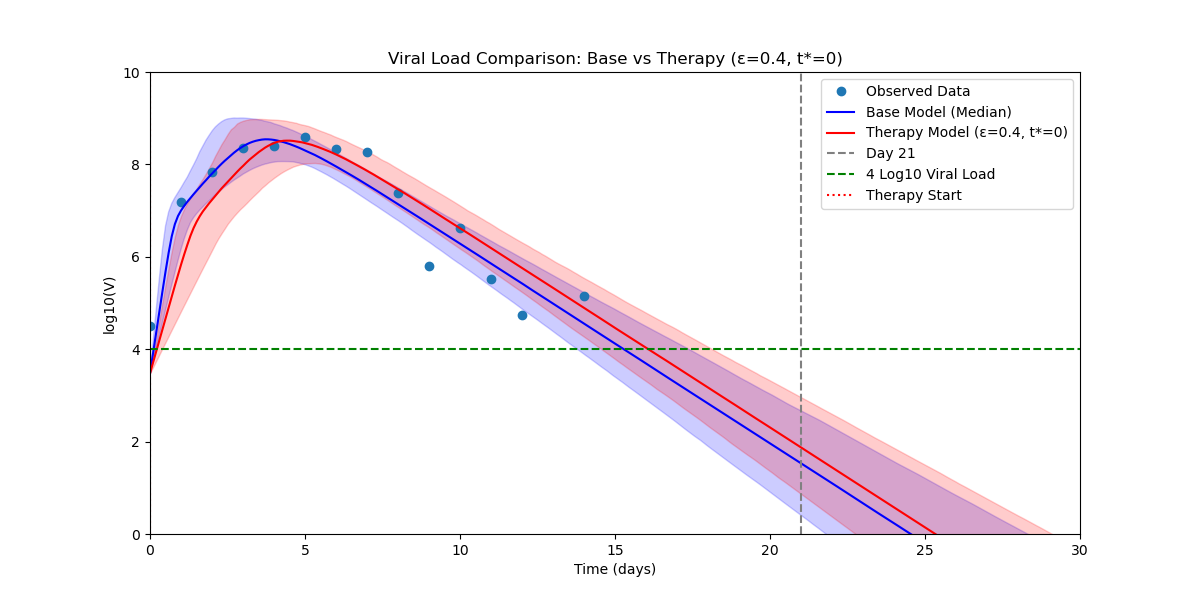 Viral Load Comparison: Base vs Therapy (ε=0.4, t*=0)
Observed Data
Base Model (Median)
Therapy Model (ε=0.4, t*=0)
Day 21
4 Log10 Viral Load
Therapy Start
log10(V)
10
8
6
4
2
0
0
5
10
15
20
25
30
Time (days)